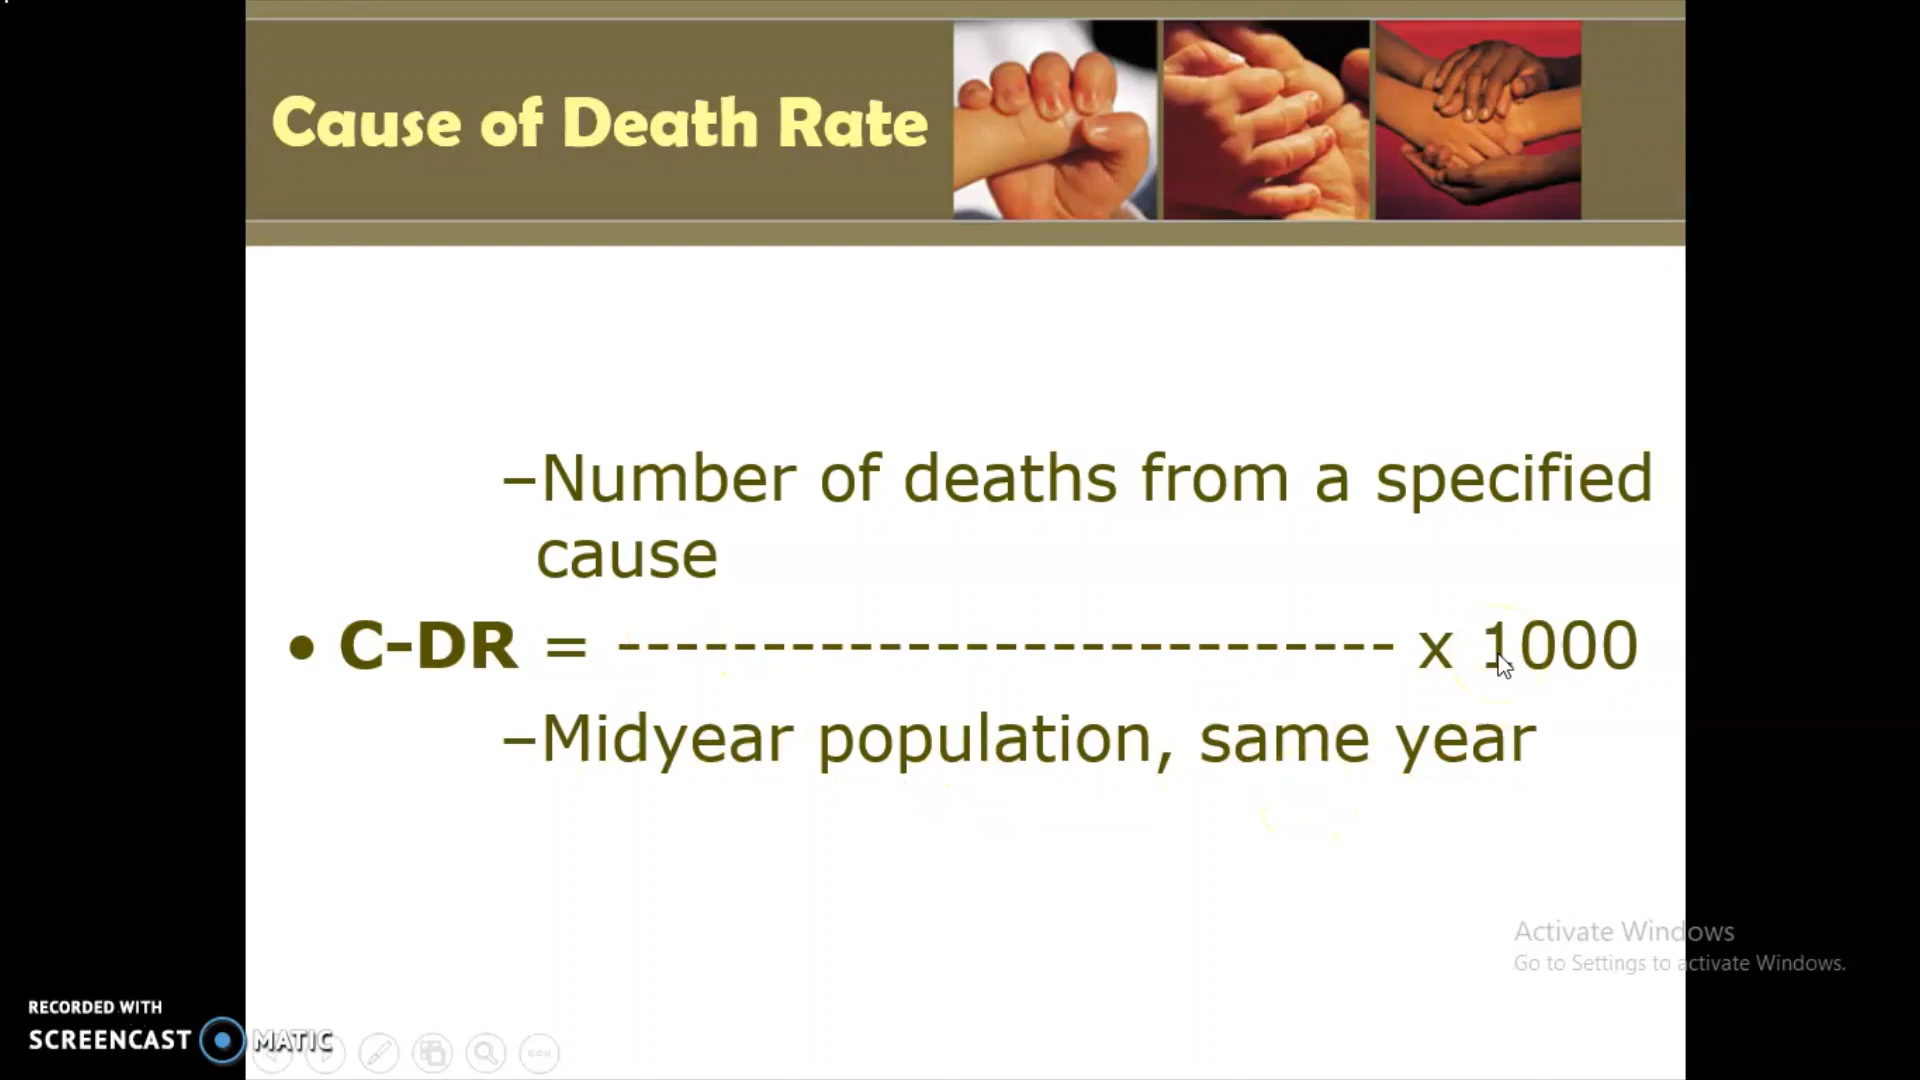 Cause of Death Rate
–Number of deaths from a specified
cause
• C-DR = --------------------------- x 1000
–Midyear population, same year
Activate Windows
Go to Settings to activate Windows.
RECORDED WITH
SCREENCAST MATIC